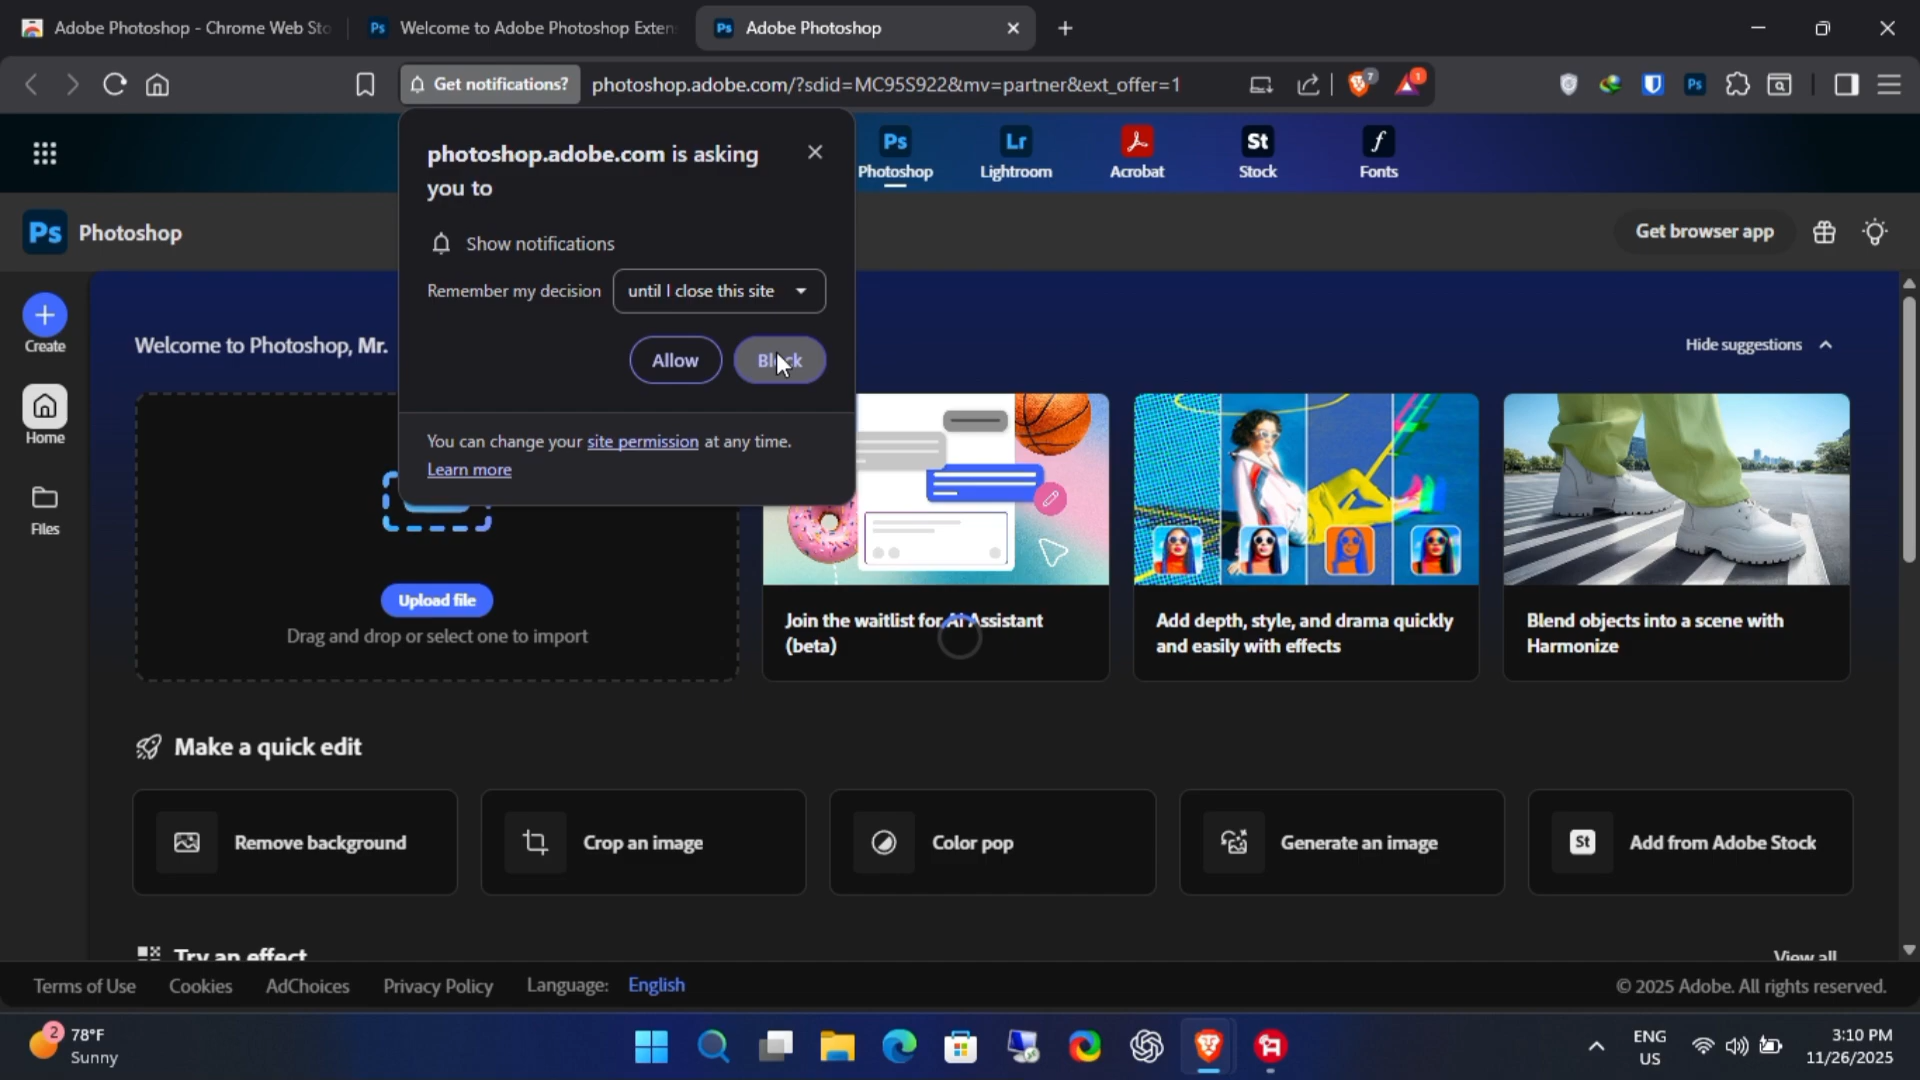 Adobe Photoshop - Chrome Web Sto
Ps Welcome to Adobe Photoshop Exten
Ps Adobe Photoshop
Get notifications?
photoshop.adobe.com/?sdid=MC95S922&mv=partner&ext_offer=1
7
1
Ps
photoshop.adobe.com is asking
you to
Show notifications
Remember my decision
until I close this site
Allow
Block
You can change your site permission at any time.
Learn more
Ps
Photoshop
Lr
Lightroom
Acrobat
St
Stock
f
Fonts
Ps Photoshop
Get browser app
Create
Home
Files
Welcome to Photoshop, Mr.
Hide suggestions
Upload file
Drag and drop or select one to import
Join the waitlist for AI Assistant
(beta)
Add depth, style, and drama quickly
and easily with effects
Blend objects into a scene with
Harmonize
Make a quick edit
Remove background
Crop an image
Color pop
Generate an image
St Add from Adobe Stock
Try an effect
View all
Terms of Use
Cookies
AdChoices
Privacy Policy
Language:
English
© 2025 Adobe. All rights reserved.
2
78°F
Sunny
ENG
US
3:10 PM
11/26/2025